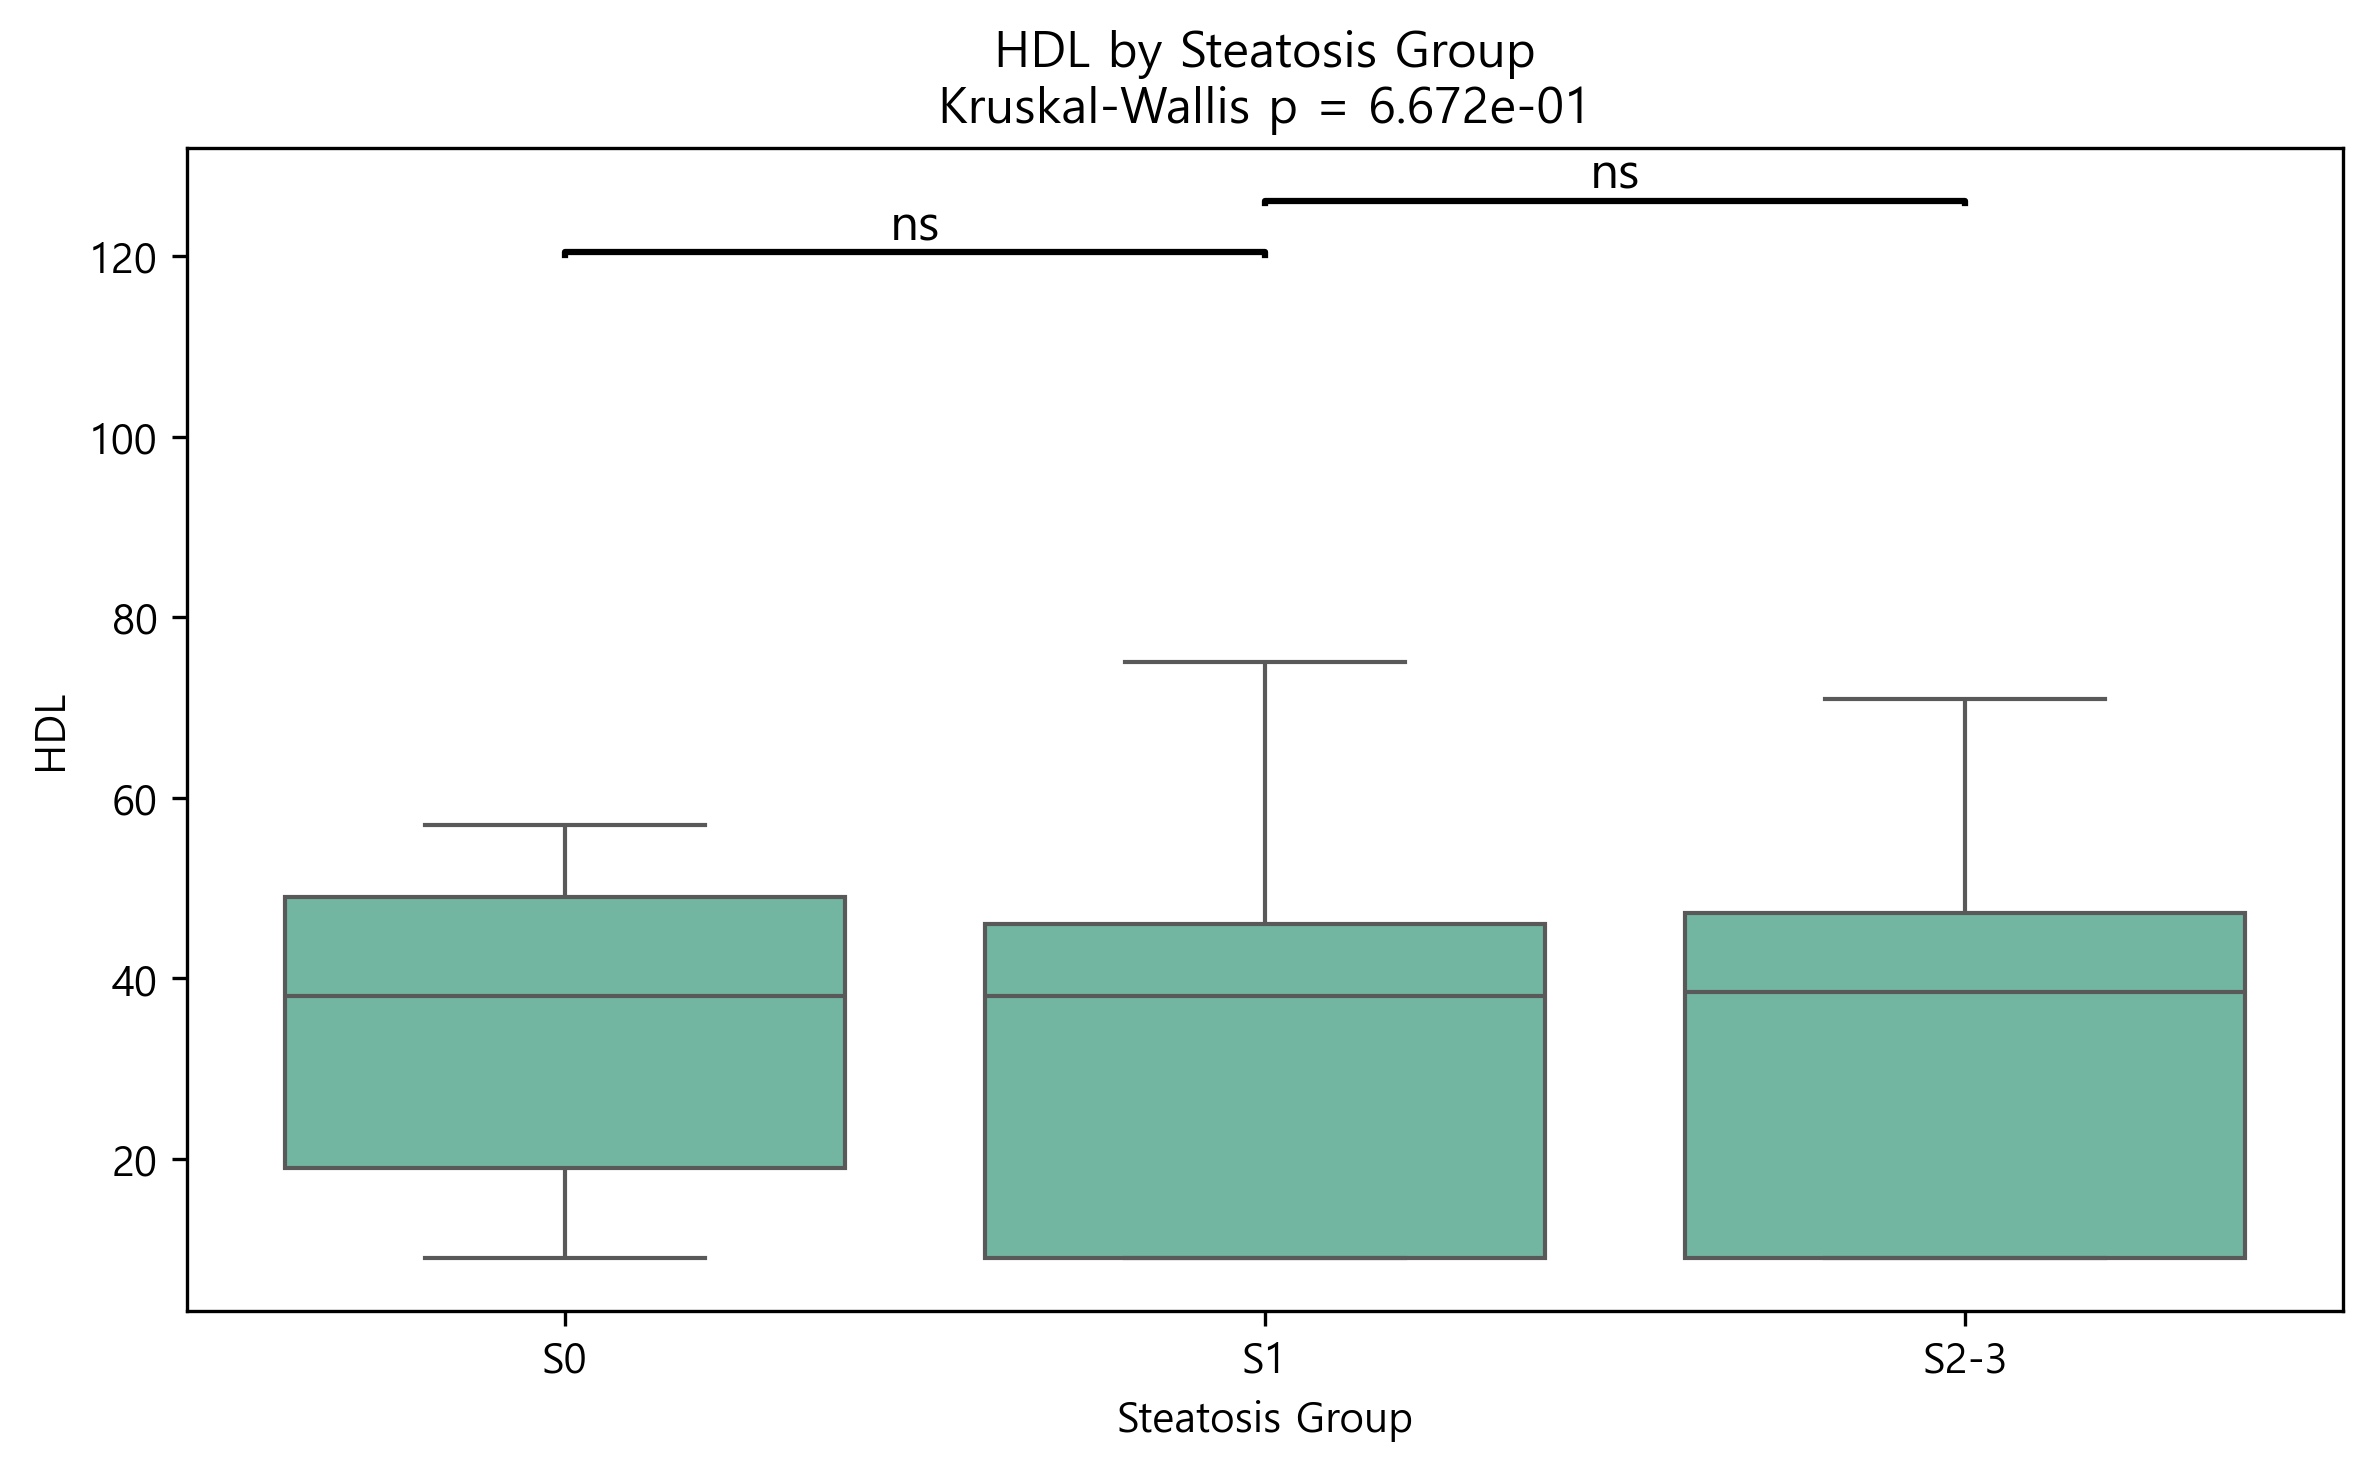 HDL by Steatosis Group
Kruskal-Wallis p = 6.672e-01
ns
ns
120
100
80
60
40
20
HDL
S0
S1
S2-3
Steatosis Group